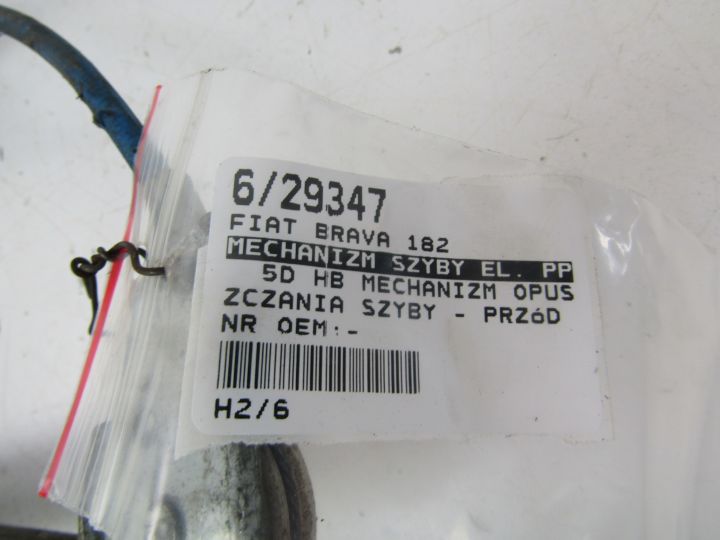 6/29347
FIAT BRAVA 182
MECHANIZM SZYBY EL. PP
5D HB MECHANIZM OPUS
ZCZANIA SZYBY - PRZóD
NR OEM:-
H2/6